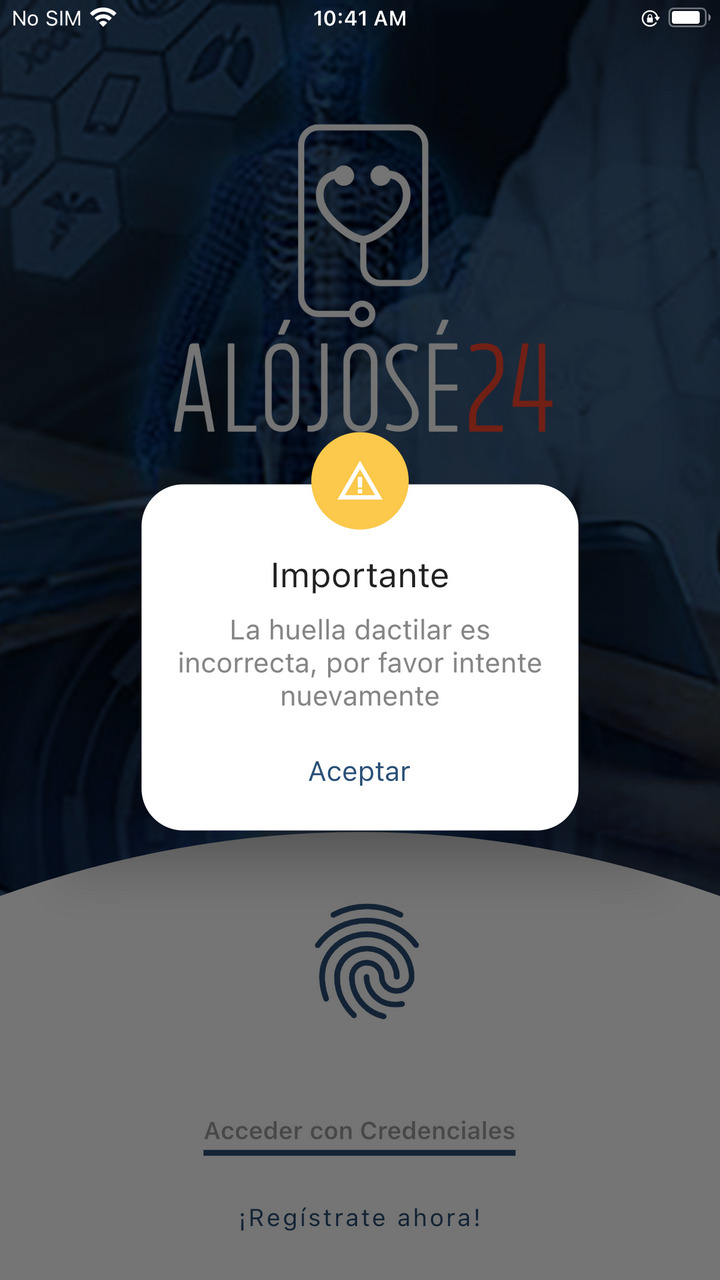 No SIM 10:41 AM
ALÓJOSÉ24
Importante
La huella dactilar es
incorrecta, por favor intente
nuevamente
Aceptar
Acceder con Credenciales
¡Regístrate ahora!